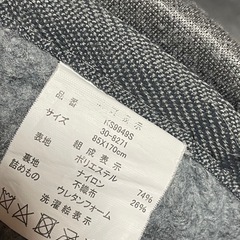 品番
サイズ
KS9849S
30-8271
85X170cm
組成表示
表地 ポリエステル 74%
ナイロン 26%
裏地 不織布
詰めもの ウレタンフォーム
洗濯絵表示